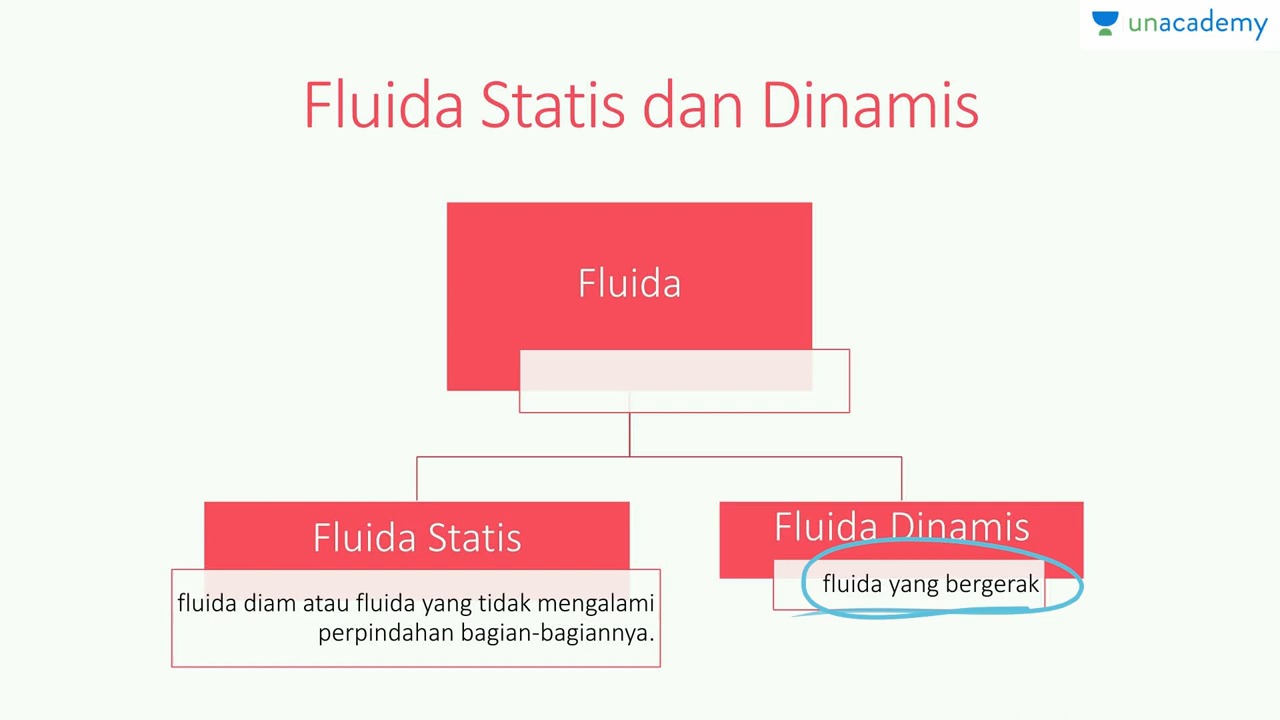 unacademy
Fluida Statis dan Dinamis
Fluida
Fluida Statis
fluida diam atau fluida yang tidak mengalami
perpindahan bagian-bagiannya.
Fluida Dinamis
fluida yang bergerak